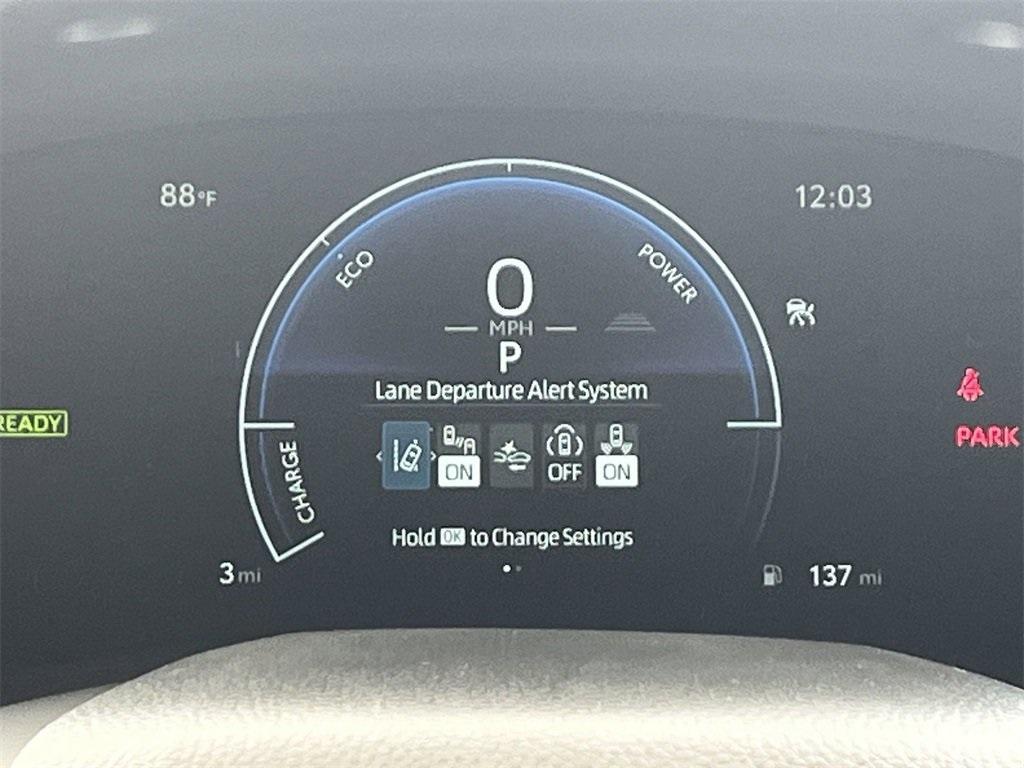 88°F
12:03
ECO
POWER
0
MPH
P
READY
Lane Departure Alert System
PARK
CHARGE
ON
OFF
ON
Hold OK to Change Settings
3 mi
137 mi